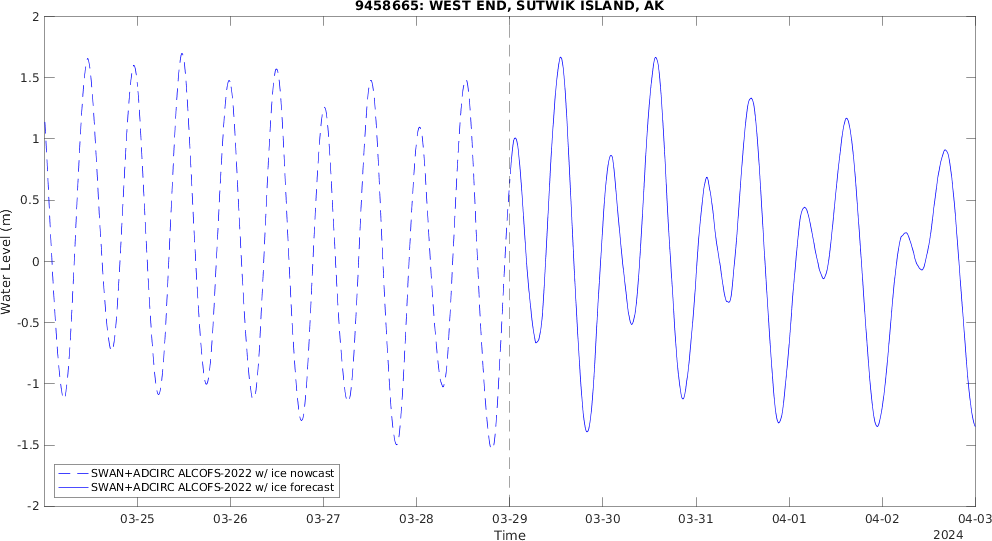 9458665: WEST END, SUTWIK ISLAND, AK
2
1.5
1
0.5
0
-0.5
-1
-1.5
-2
Water Level (m)
SWAN+ADCIRC ALCOFS-2022 w/ ice nowcast
SWAN+ADCIRC ALCOFS-2022 w/ ice forecast
03-25 03-26 03-27 03-28 03-29 03-30 03-31 04-01 04-02 04-03
Time
2024